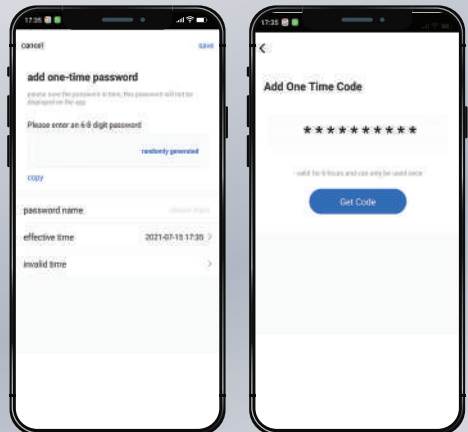 17:35
cancel
save
add one-time password
please save the password in time, this password will not be
displayed on the app
Please enter an 6-9 digit password
randomly generated
copy
password name
effective time
2021-07-15 17:35 >
invalid time
>
17:35
<
Add One Time Code
* * * * * * * * * *
valid for 6 hours and can only be used once
Get Code